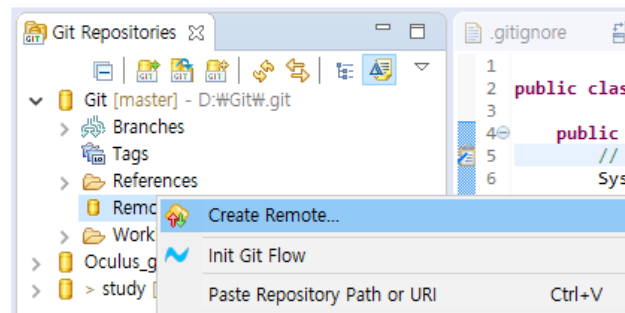 Git Repositories
.gitignore
Git [master] - D:₩Git₩.git
Branches
Tags
References
Remo
Create Remote...
Work
Init Git Flow
Oculus_g
> study [
Paste Repository Path or URI Ctrl+V
1
2 public clas
3
4 public
5 //
6 Sys